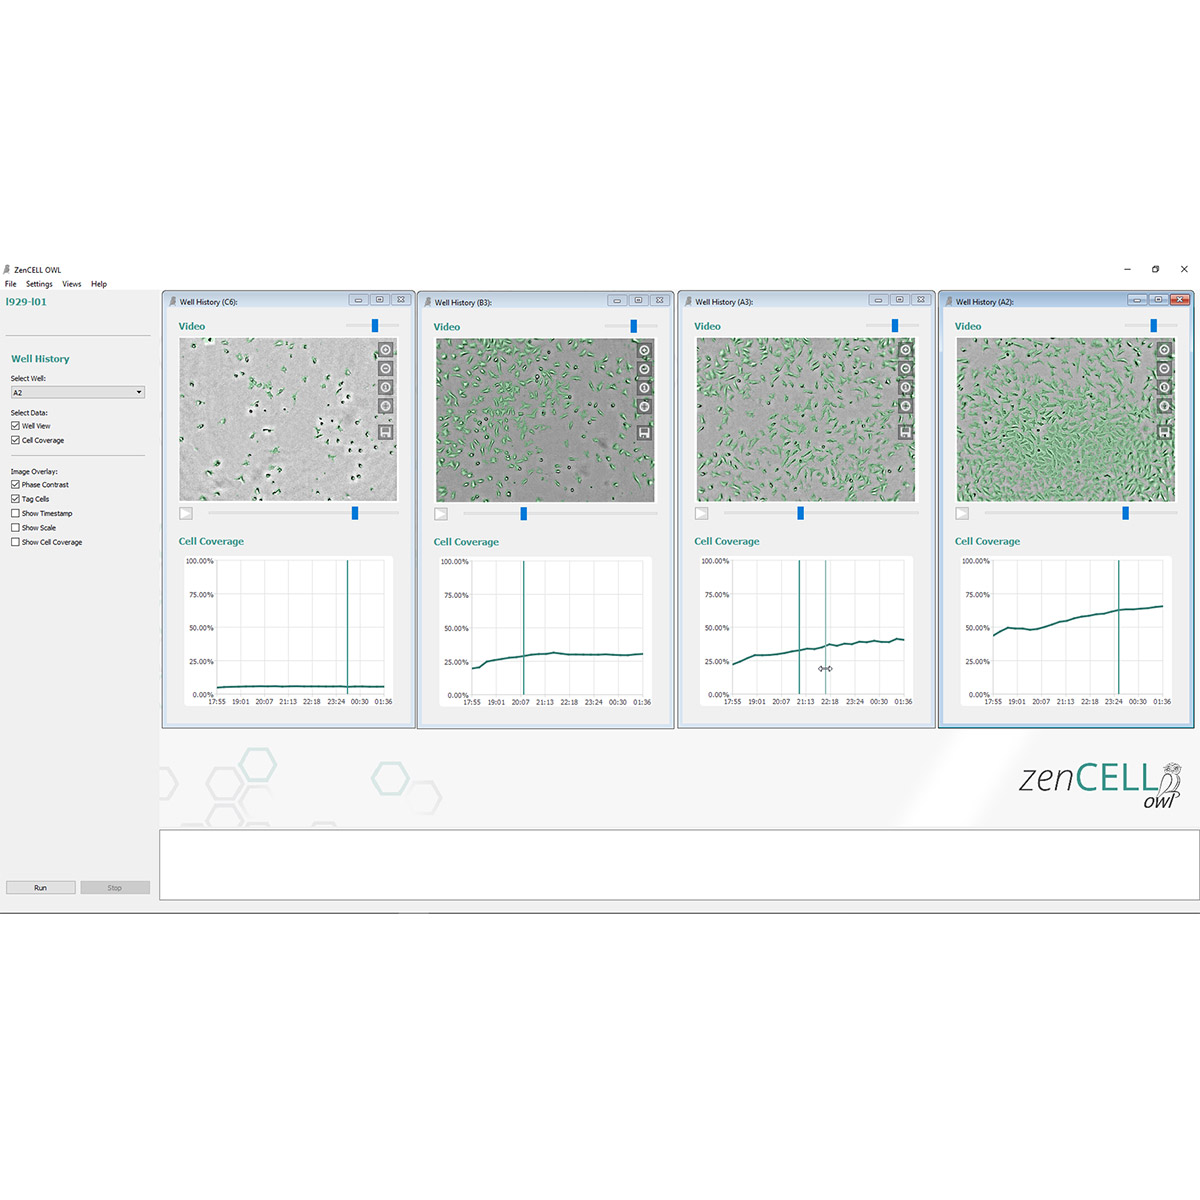 ZenCELL OWL
File Settings Views Help
l929-l01
Well History
Select Well:
A2
Select Data:
Well View
Cell Coverage
Image Overlay:
Phase Contrast
Tag Cells
Show Timestamp
Show Scale
Show Cell Coverage
Run Stop
Well History (C6):
Video
Cell Coverage
100.00%
75.00%
50.00%
25.00%
0.00%
17:55 19:01 20:07 21:13 22:18 23:24 00:30 01:36
Well History (B3):
Video
Cell Coverage
100.00%
75.00%
50.00%
25.00%
0.00%
17:55 19:01 20:07 21:13 22:18 23:24 00:30 01:36
Well History (A3):
Video
Cell Coverage
100.00%
75.00%
50.00%
25.00%
0.00%
17:55 19:01 20:07 21:13 22:18 23:24 00:30 01:36
Well History (A2):
Video
Cell Coverage
100.00%
75.00%
50.00%
25.00%
0.00%
17:55 19:01 20:07 21:13 22:18 23:24 00:30 01:36
zenCELL
owl